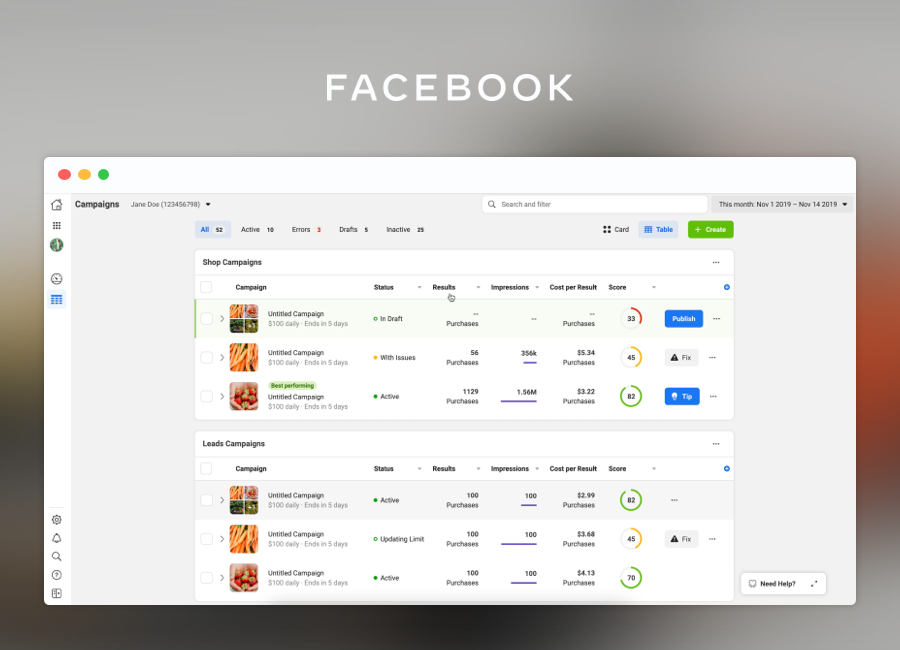 FACEBOOK
Campaigns Jane Doe (123456798) Search and filter This month: Nov 1 2019 – Nov 14 2019
All 52 Active 10 Errors 3 Drafts 5 Inactive 25 Card Table + Create
Shop Campaigns
Campaign Status Results Impressions Cost per Result Score
Untitled Campaign
$100 daily · Ends in 5 days
In Draft
--
Purchases
--
--
Purchases
33
Publish
Untitled Campaign
$100 daily · Ends in 5 days
With Issues
56
Purchases
356k
$5.34
Purchases
45
Fix
Best performing
Untitled Campaign
$100 daily · Ends in 5 days
Active
1129
Purchases
1.56M
$3.22
Purchases
82
Tip
Leads Campaigns
Campaign Status Results Impressions Cost per Result Score
Untitled Campaign
$100 daily · Ends in 5 days
Active
100
Purchases
100
$2.99
Purchases
82
Untitled Campaign
$100 daily · Ends in 5 days
Updating Limit
100
Purchases
100
$3.68
Purchases
45
Fix
Untitled Campaign
$100 daily · Ends in 5 days
Active
100
Purchases
100
$4.13
Purchases
70
Need Help?